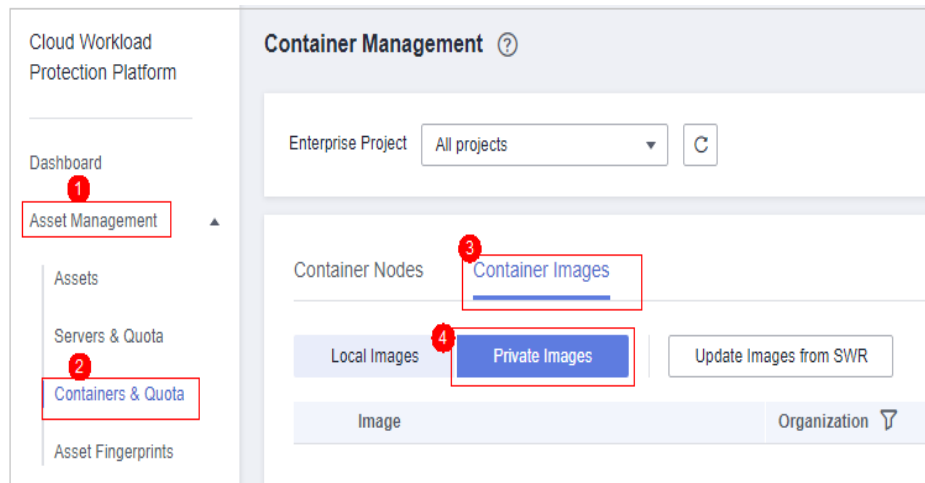 Cloud Workload
Protection Platform
Dashboard
1
Asset Management
Assets
Servers & Quota
2
Containers & Quota
Asset Fingerprints
Container Management ?
Enterprise Project All projects
3
Container Nodes Container Images
4
Local Images Private Images Update Images from SWR
Image Organization